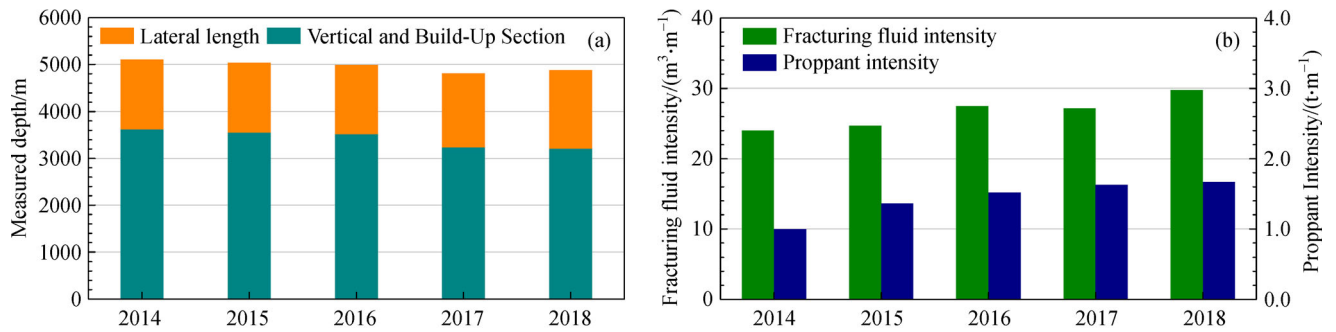 Measured depth/m
6000
5000
4000
3000
2000
1000
0
Lateral length
Vertical and Build-Up Section
(a)
2014 2015 2016 2017 2018
Fracturing fluid intensity/(m³·m⁻¹)
40
30
20
10
0
Fracturing fluid intensity
Proppant intensity
(b)
4.0
3.0
2.0
1.0
0.0
Proppant Intensity/(t·m⁻¹)
2014 2015 2016 2017 2018